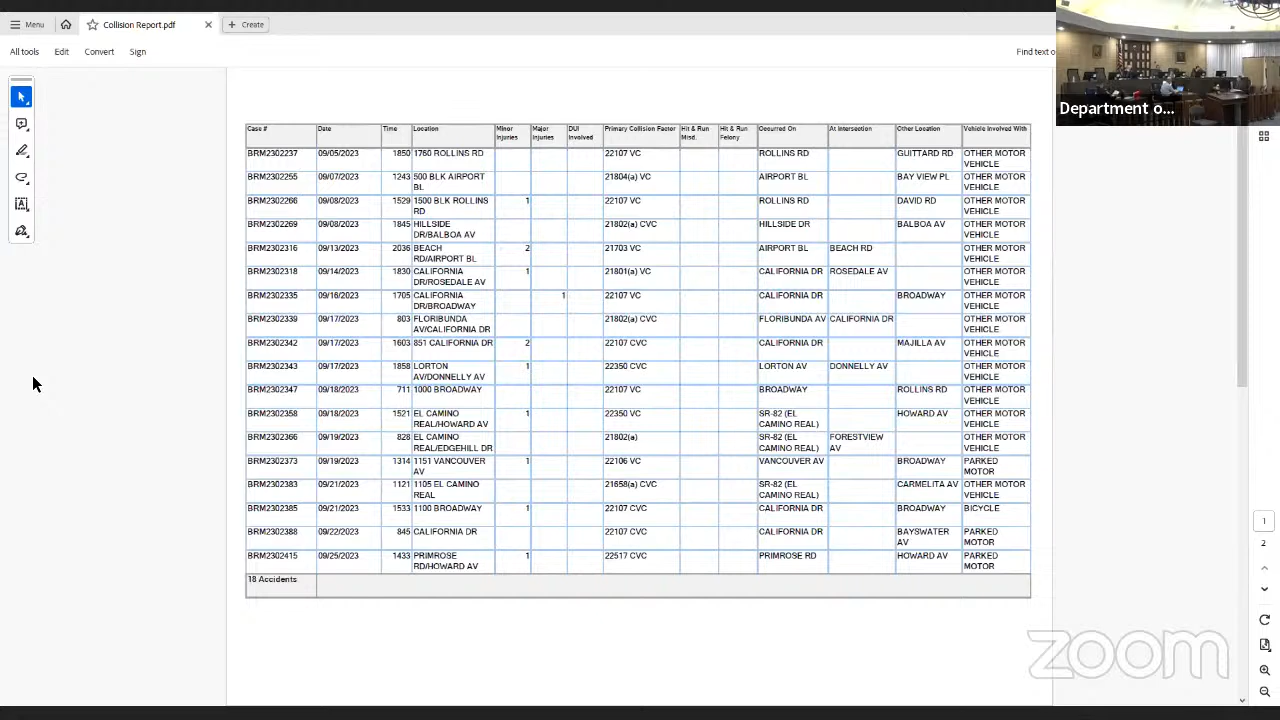 Menu
Collision Report.pdf
Create
All tools Edit Convert Sign
Find text o
Department o...
Case # Date Time Location Minor Injuries Major Injuries DUI Involved Primary Collision Factor Hit & Run Misd. Hit & Run Felony Occurred On At Intersection Other Location Vehicle Involved With
BRM2302237 09/05/2023 1850 1760 ROLLINS RD 22107 VC ROLLINS RD GUITTARD RD OTHER MOTOR VEHICLE
BRM2302255 09/07/2023 1243 500 BLK AIRPORT BL 21804(a) VC AIRPORT BL BAY VIEW PL OTHER MOTOR VEHICLE
BRM2302266 09/08/2023 1529 1500 BLK ROLLINS RD 1 22107 VC ROLLINS RD DAVID RD OTHER MOTOR VEHICLE
BRM2302269 09/08/2023 1845 HILLSIDE DR/BALBOA AV 21802(a) CVC HILLSIDE DR BALBOA AV OTHER MOTOR VEHICLE
BRM2302316 09/13/2023 2036 BEACH RD/AIRPORT BL 2 21703 VC AIRPORT BL BEACH RD OTHER MOTOR VEHICLE
BRM2302318 09/14/2023 1830 CALIFORNIA DR/ROSEDALE AV 1 21801(a) VC CALIFORNIA DR ROSEDALE AV OTHER MOTOR VEHICLE
BRM2302335 09/16/2023 1705 CALIFORNIA DR/BROADWAY 1 22107 VC CALIFORNIA DR BROADWAY OTHER MOTOR VEHICLE
BRM2302339 09/17/2023 803 FLORIBUNDA AV/CALIFORNIA DR 21802(a) CVC FLORIBUNDA AV CALIFORNIA DR OTHER MOTOR VEHICLE
BRM2302342 09/17/2023 1603 851 CALIFORNIA DR 2 22107 CVC CALIFORNIA DR MAJILLA AV OTHER MOTOR VEHICLE
BRM2302343 09/17/2023 1858 LORTON AV/DONNELLY AV 1 22350 CVC LORTON AV DONNELLY AV OTHER MOTOR VEHICLE
BRM2302347 09/18/2023 711 1000 BROADWAY 22107 VC BROADWAY ROLLINS RD OTHER MOTOR VEHICLE
BRM2302358 09/18/2023 1521 EL CAMINO REAL/HOWARD AV 1 22350 VC SR-82 (EL CAMINO REAL) HOWARD AV OTHER MOTOR VEHICLE
BRM2302366 09/19/2023 828 EL CAMINO REAL/EDGEHILL DR 21802(a) SR-82 (EL CAMINO REAL) FORESTVIEW AV OTHER MOTOR VEHICLE
BRM2302373 09/19/2023 1314 1151 VANCOUVER AV 1 22106 VC VANCOUVER AV BROADWAY PARKED MOTOR
BRM2302383 09/21/2023 1121 1105 EL CAMINO REAL 21658(a) CVC SR-82 (EL CAMINO REAL) CARMELITA AV OTHER MOTOR VEHICLE
BRM2302385 09/21/2023 1533 1100 BROADWAY 1 22107 CVC CALIFORNIA DR BROADWAY BICYCLE
BRM2302388 09/22/2023 845 CALIFORNIA DR 22107 CVC CALIFORNIA DR BAYSWATER AV PARKED MOTOR
BRM2302415 09/25/2023 1433 PRIMROSE RD/HOWARD AV 1 22517 CVC PRIMROSE RD HOWARD AV PARKED MOTOR
18 Accidents
1
2
zoom